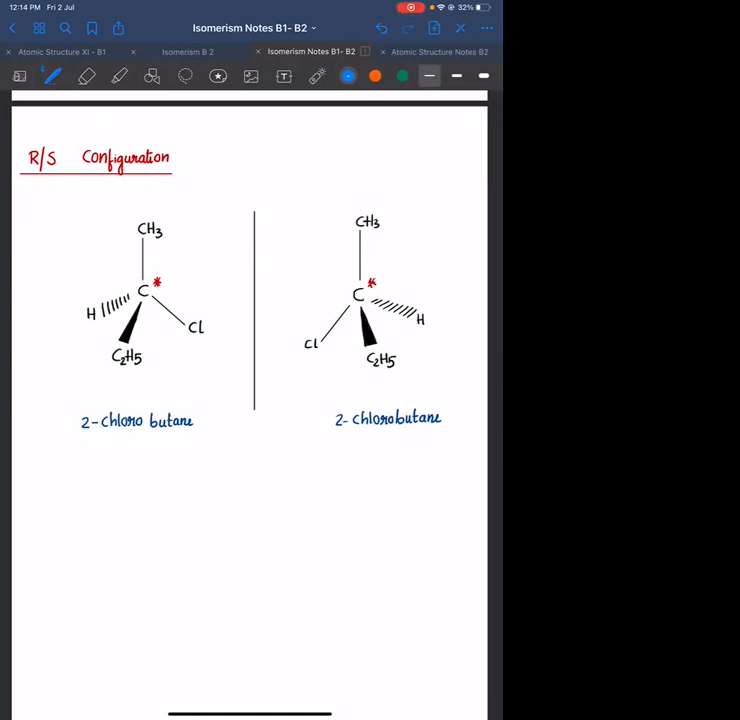 12:14 PM Fri 2 Jul 32%
Isomerism Notes B1- B2
Atomic Structure XI - B1 Isomerism B 2 Isomerism Notes B1- B2 Atomic Structure Notes B2
R/S Configuration
CH3 CH3
C* C*
H Cl Cl H
C2H5 C2H5
2-chloro butane 2-chlorobutane